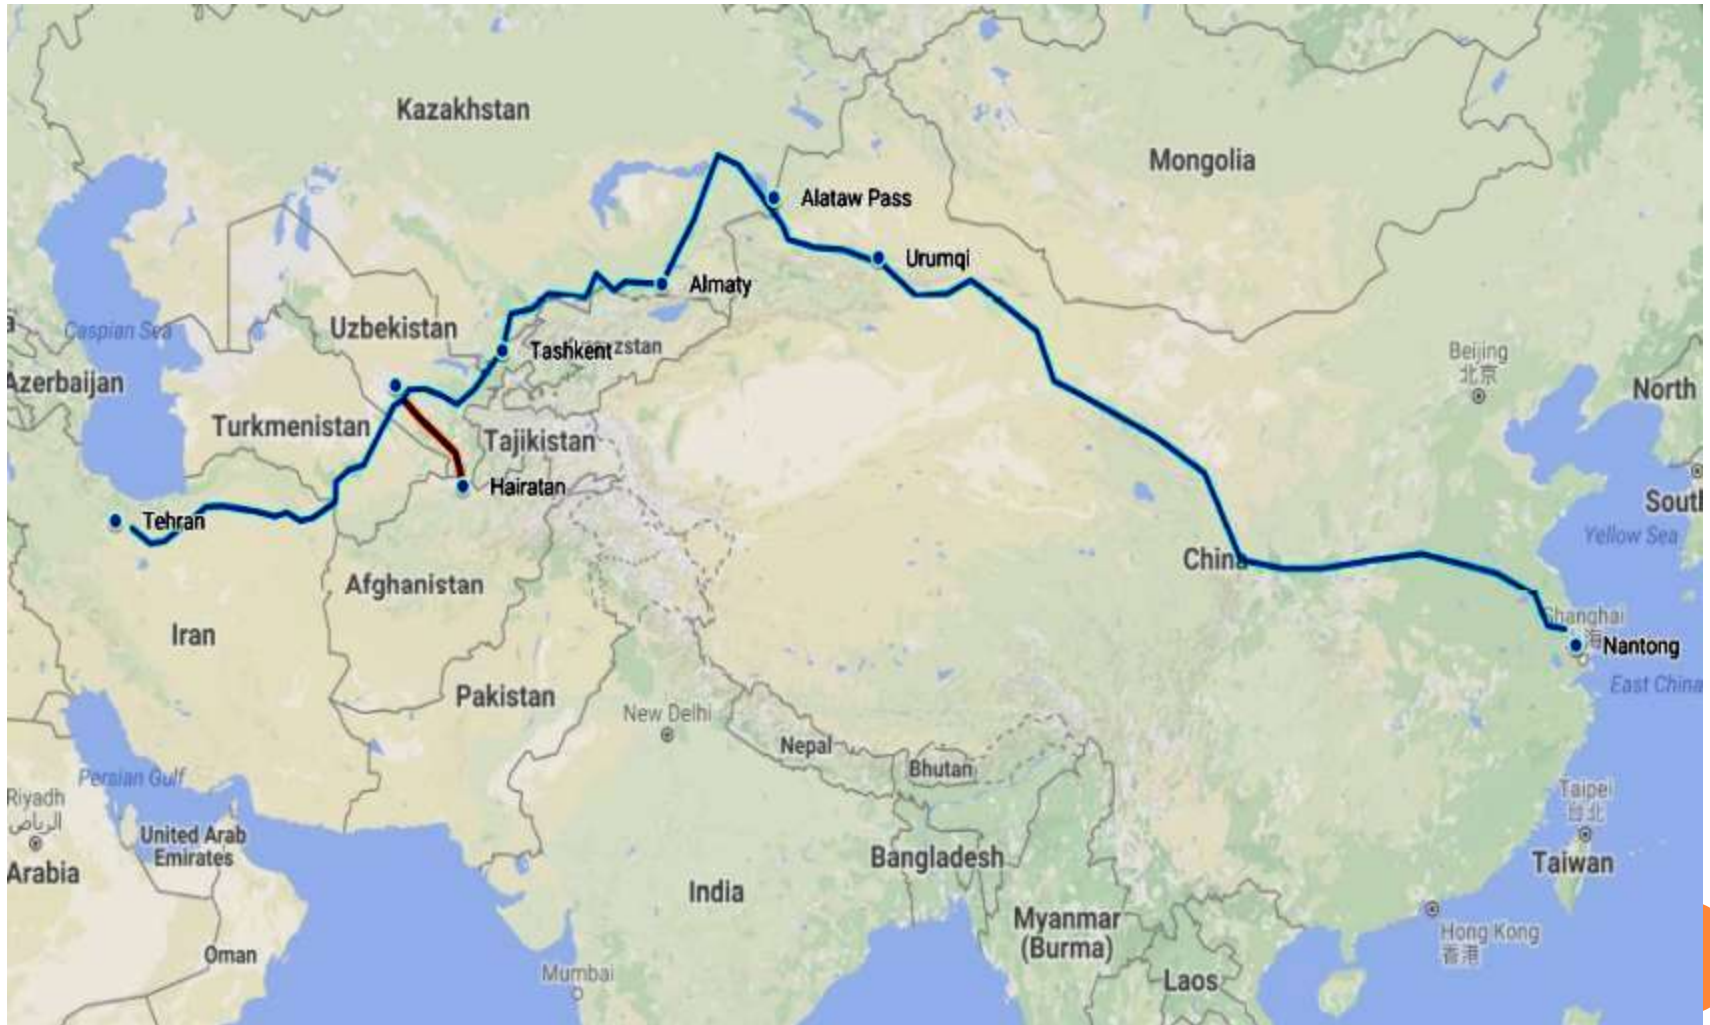 Kazakhstan
Mongolia
Alataw Pass
Urumqi
Almaty
Caspian Sea
Uzbekistan
Tashkent
Beijing
北京
Azerbaijan
North
Turkmenistan
Tajikistan
Hairatan
South
Tehran
Yellow Sea
China
Afghanistan
Shanghai
Iran
Nantong
East China
Pakistan
New Delhi
Nepal
Bhutan
Persian Gulf
Riyadh
الرياض
United Arab
Emirates
Taipei
台北
Bangladesh
Taiwan
Arabia
India
Myanmar
(Burma)
Hong Kong
香港
Oman
Mumbai
Laos